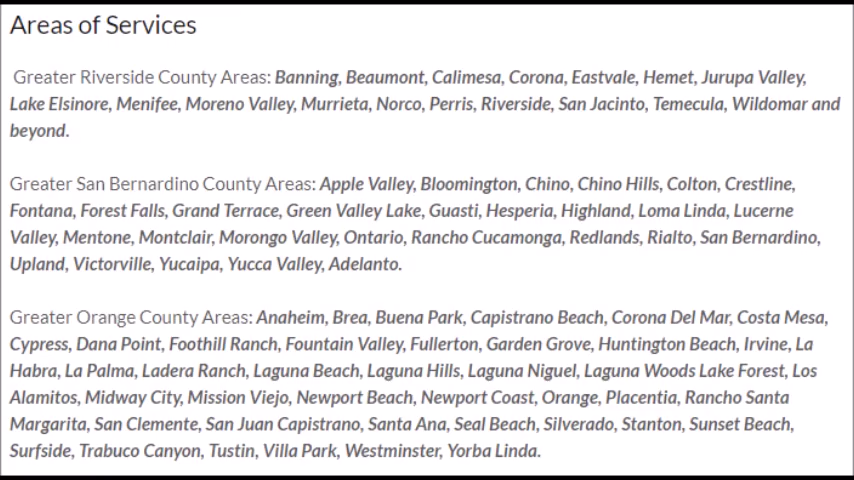 Areas of Services
Greater Riverside County Areas: Banning, Beaumont, Calimesa, Corona, Eastvale, Hemet, Jurupa Valley,
Lake Elsinore, Menifee, Moreno Valley, Murrieta, Norco, Perris, Riverside, San Jacinto, Temecula, Wildomar and
beyond.
Greater San Bernardino County Areas: Apple Valley, Bloomington, Chino, Chino Hills, Colton, Crestline,
Fontana, Forest Falls, Grand Terrace, Green Valley Lake, Guasti, Hesperia, Highland, Loma Linda, Lucerne
Valley, Mentone, Montclair, Morongo Valley, Ontario, Rancho Cucamonga, Redlands, Rialto, San Bernardino,
Upland, Victorville, Yucaipa, Yucca Valley, Adelanto.
Greater Orange County Areas: Anaheim, Brea, Buena Park, Capistrano Beach, Corona Del Mar, Costa Mesa,
Cypress, Dana Point, Foothill Ranch, Fountain Valley, Fullerton, Garden Grove, Huntington Beach, Irvine, La
Habra, La Palma, Ladera Ranch, Laguna Beach, Laguna Hills, Laguna Niguel, Laguna Woods Lake Forest, Los
Alamitos, Midway City, Mission Viejo, Newport Beach, Newport Coast, Orange, Placentia, Rancho Santa
Margarita, San Clemente, San Juan Capistrano, Santa Ana, Seal Beach, Silverado, Stanton, Sunset Beach,
Surfside, Trabuco Canyon, Tustin, Villa Park, Westminster, Yorba Linda.